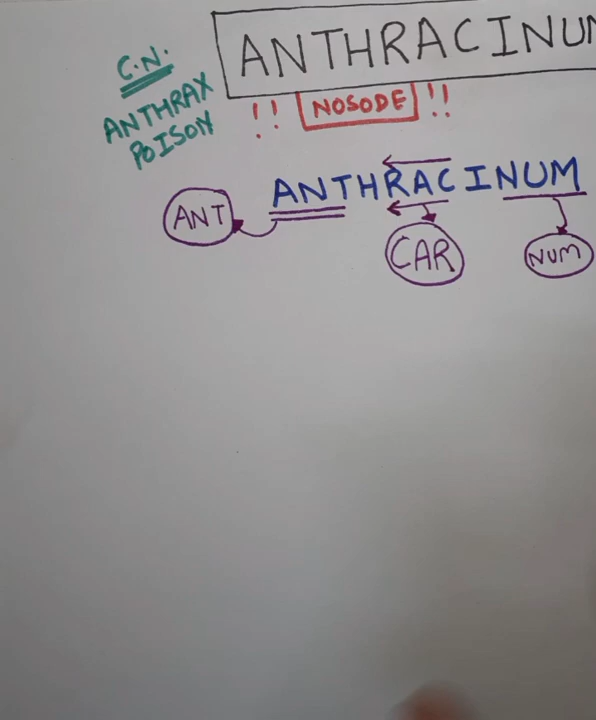 ANTHRACINUM
C.N.
ANTHRAX
POISON
!! NOSODE !!
ANTHRACINUM
ANT
CAR
NUM